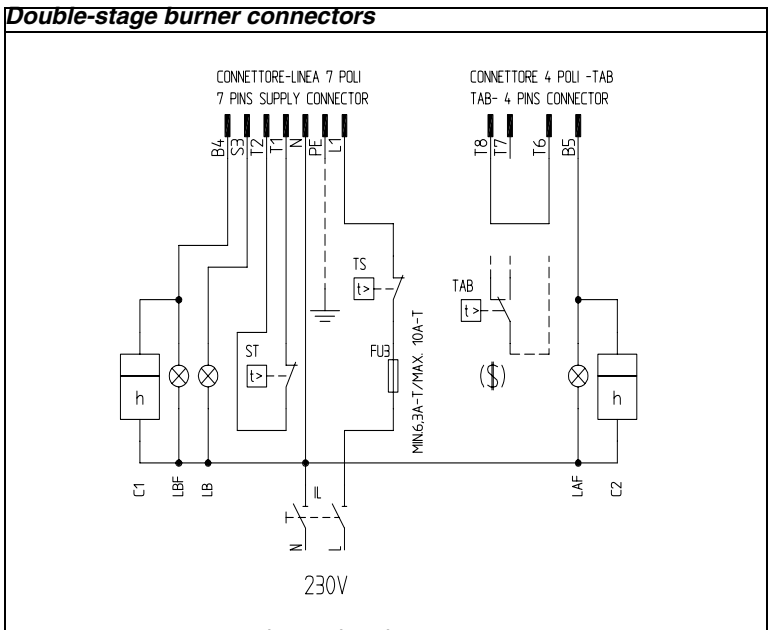 Double-stage burner connectors
CONNETTORE-LINEA 7 POLI
7 PINS SUPPLY CONNECTOR
CONNETTORE 4 POLI -TAB
TAB- 4 PINS CONNECTOR
B4
S3
T2
T1
N
PE
L1
T8
T7
T6
B5
TS
t>
TAB
t>
ST
t>
FU3
MIN.6,3A-T/MAX. 10A-T
($)
h
h
C1
LBF
LB
IL
LAF
C2
N
L
230V